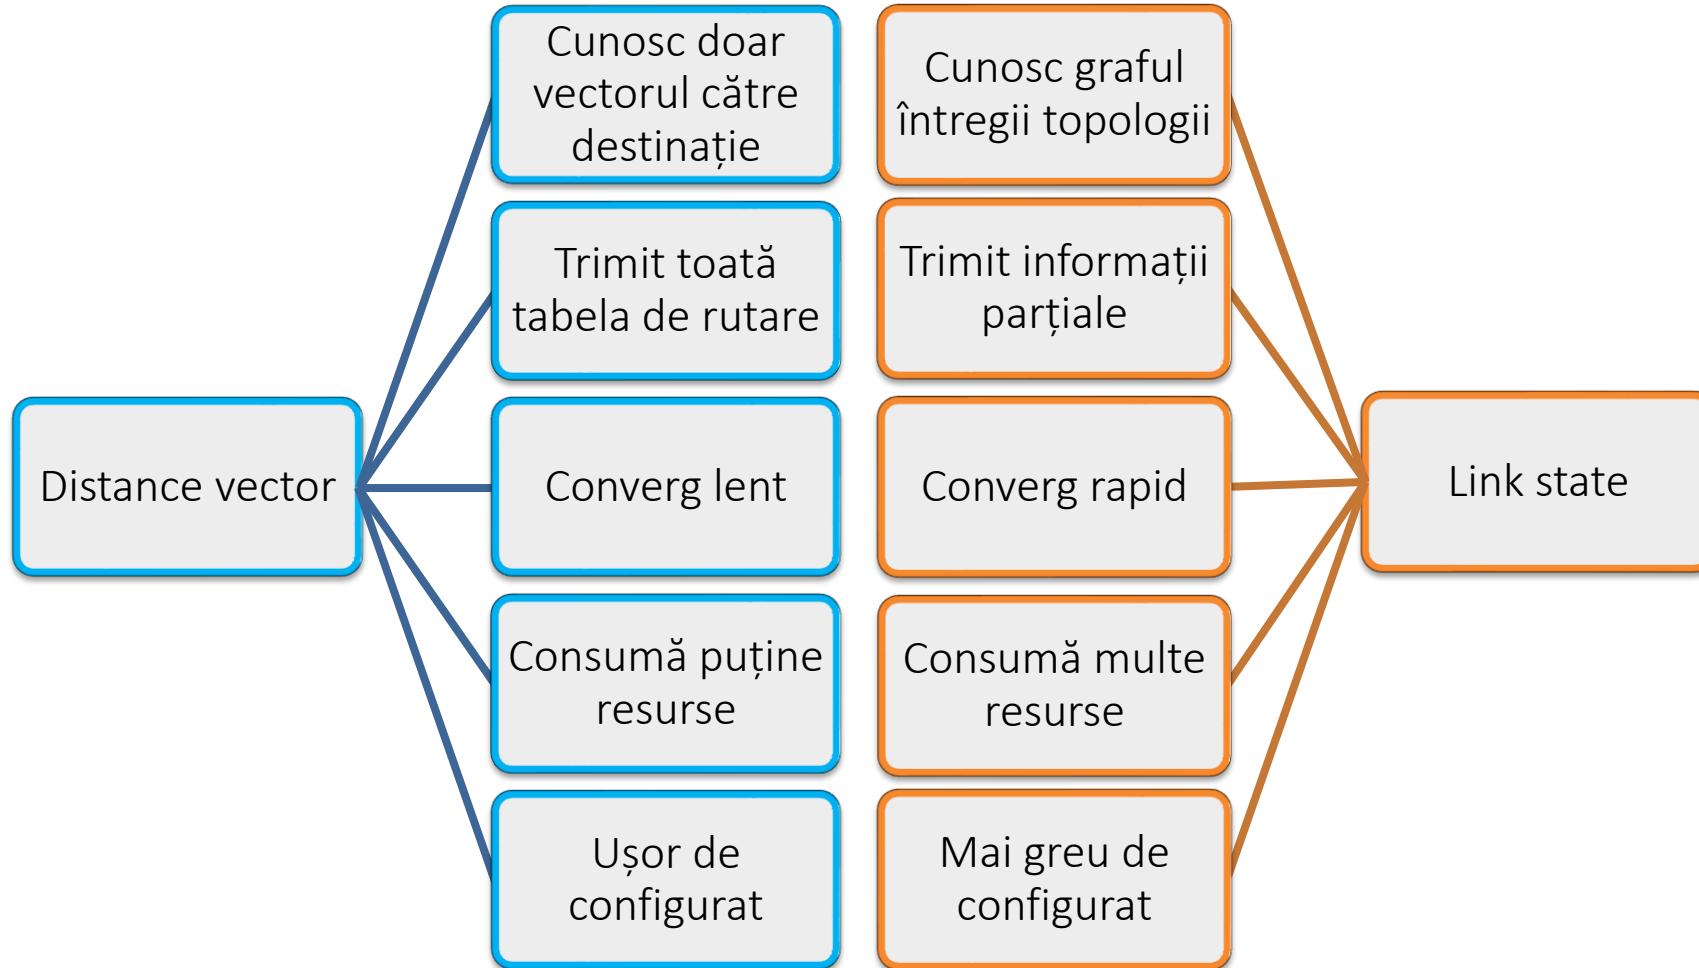 Distance vector
Cunosc doar
vectorul către
destinație
Trimit toată
tabela de rutare
Converg lent
Consumă puține
resurse
Ușor de
configurat
Cunosc graful
întregii topologii
Trimit informații
parțiale
Converg rapid
Consumă multe
resurse
Mai greu de
configurat
Link state